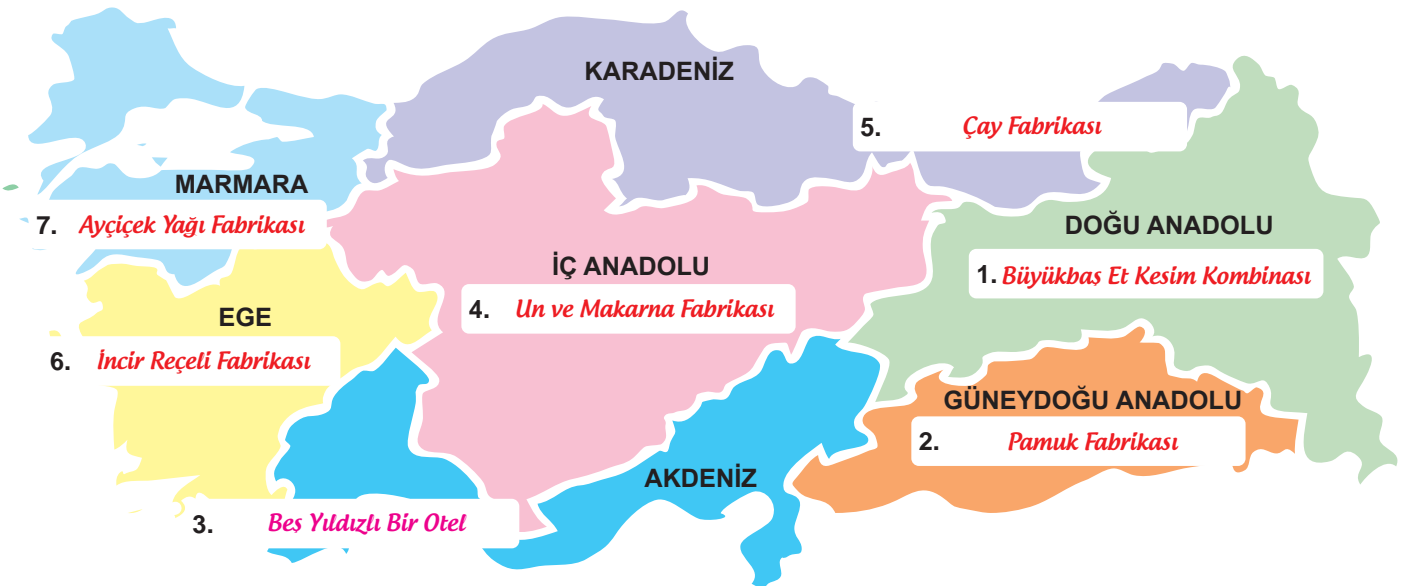 KARADENİZ
5. Çay Fabrikası
MARMARA
7. Ayçiçek Yağı Fabrikası
DOĞU ANADOLU
1. Büyükbaş Et Kesim Kombinası
İÇ ANADOLU
4. Un ve Makarna Fabrikası
EGE
6. İncir Reçeli Fabrikası
GÜNEYDOĞU ANADOLU
2. Pamuk Fabrikası
AKDENİZ
3. Beş Yıldızlı Bir Otel